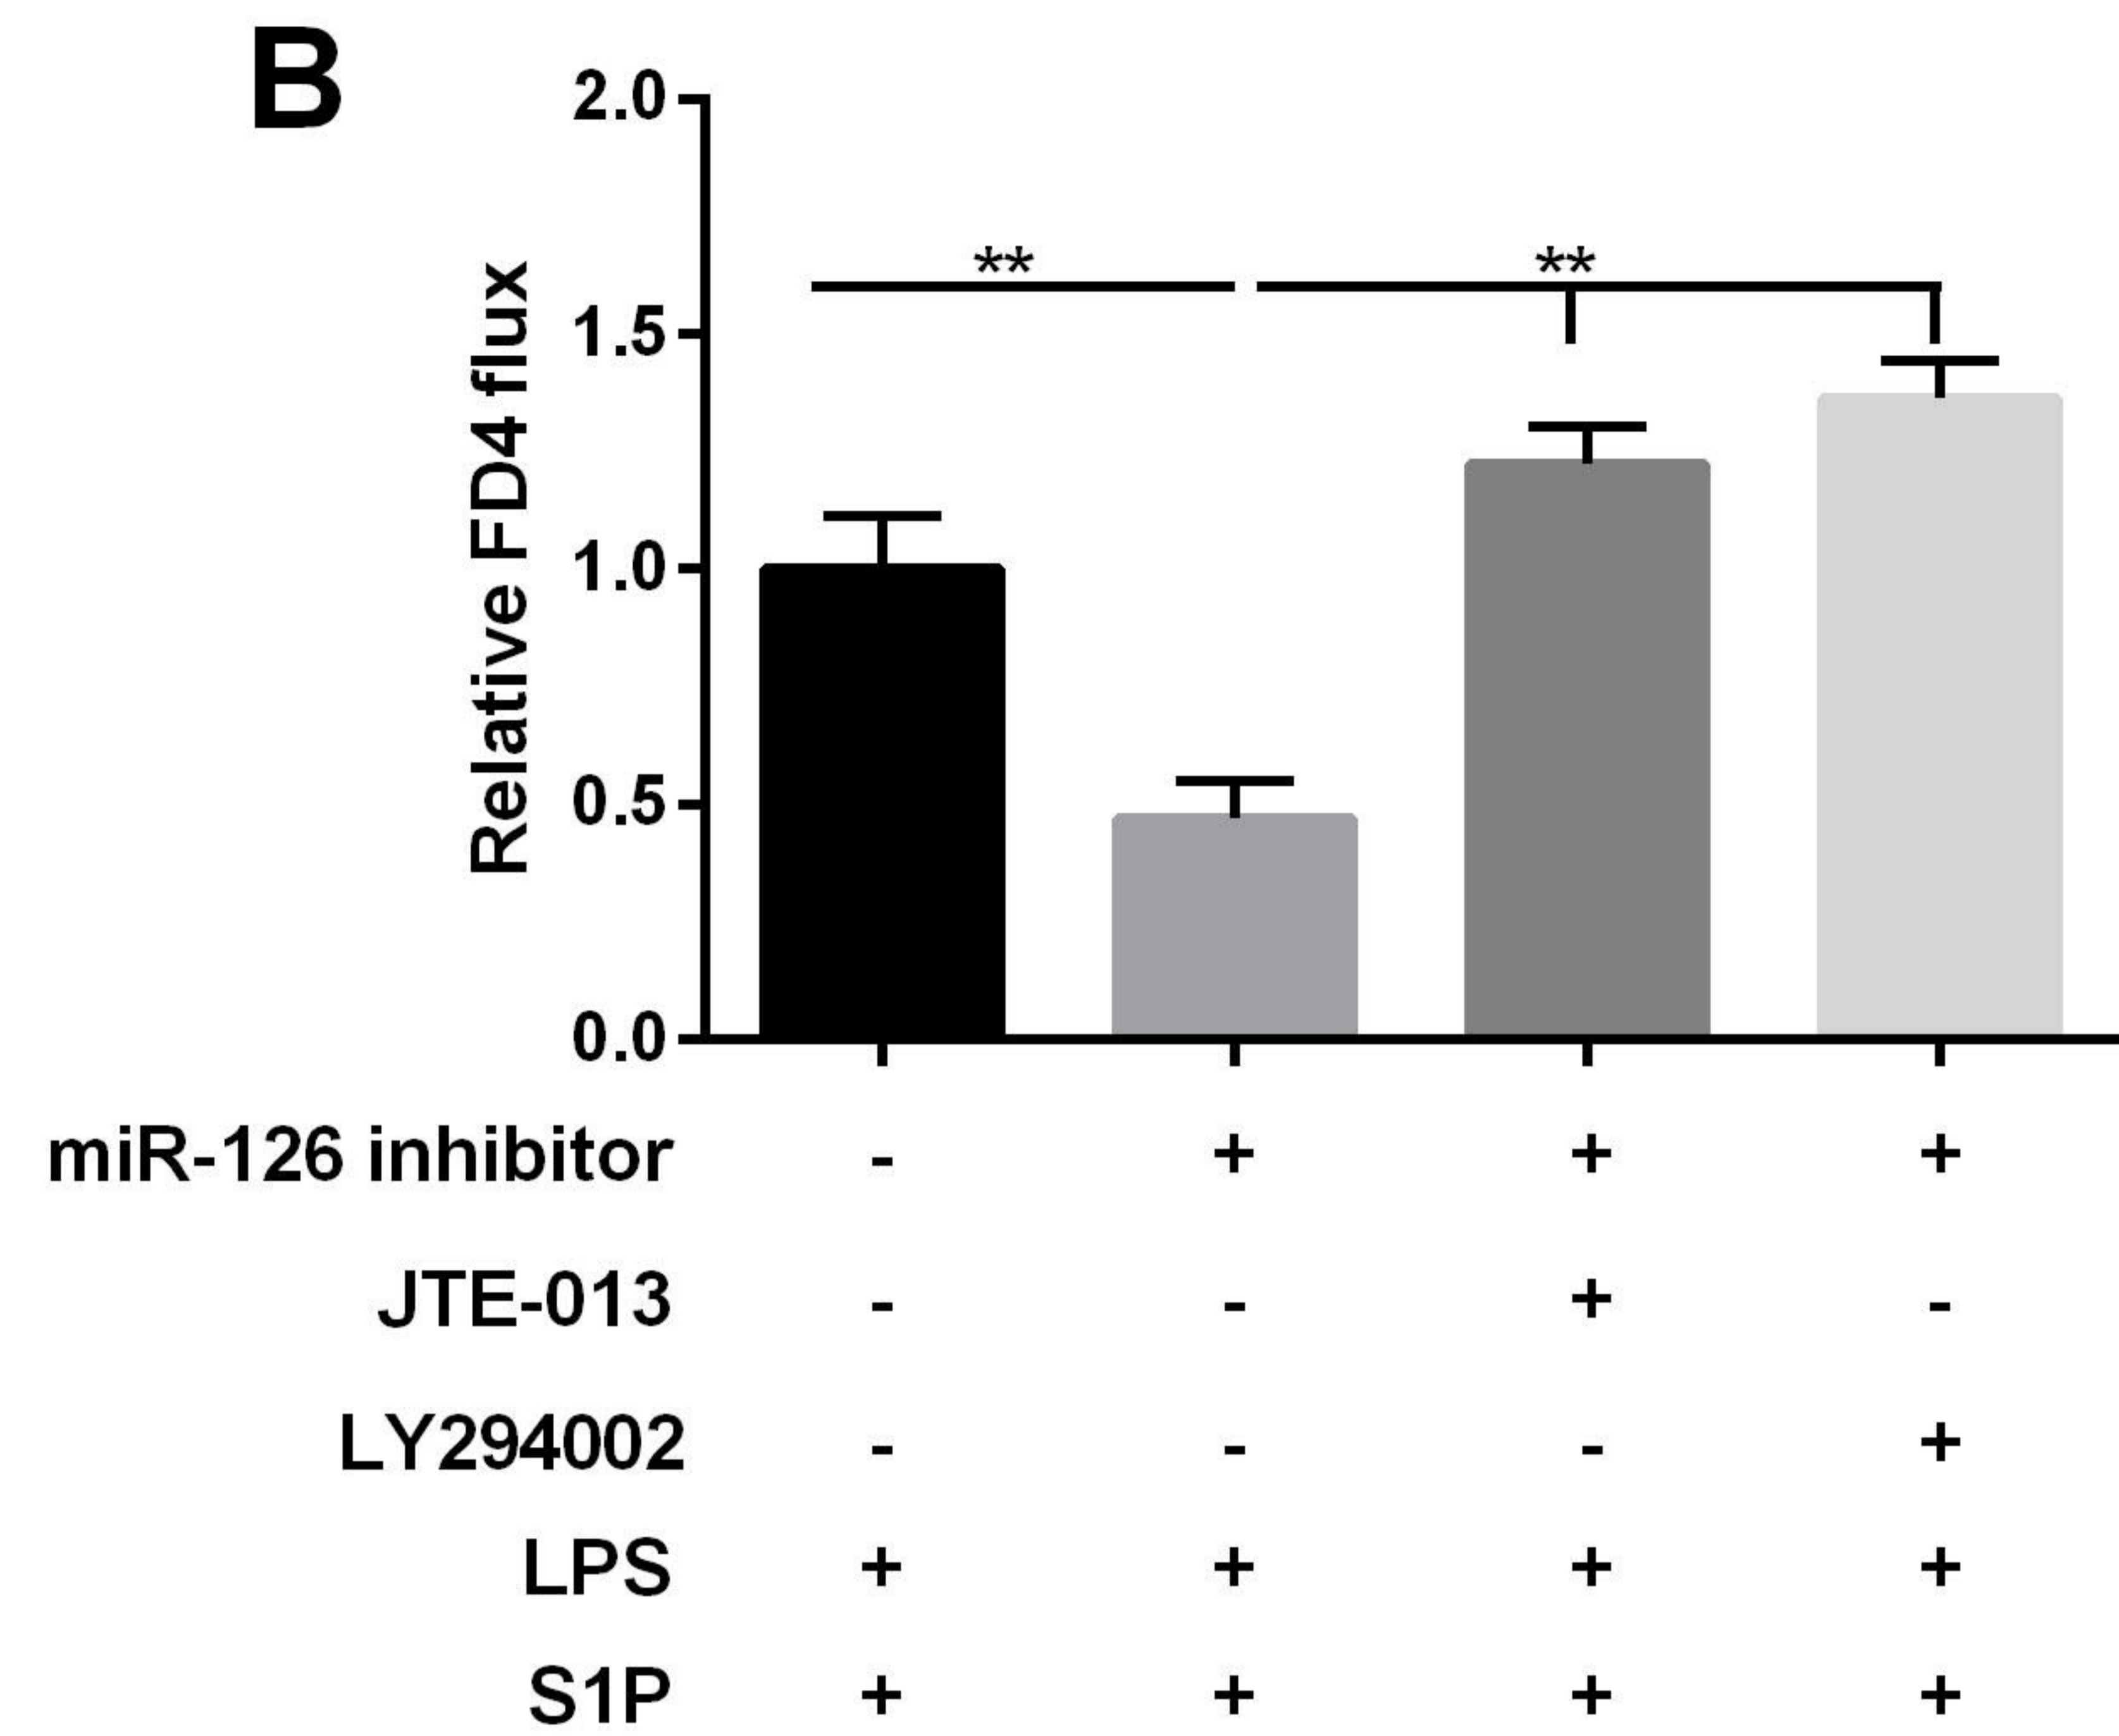 B
2.0
** **
1.5
1.0
0.5
0.0
Relative FD4 flux
miR-126 inhibitor - + + +
JTE-013 - - + -
LY294002 - - - +
LPS + + + +
S1P + + + +